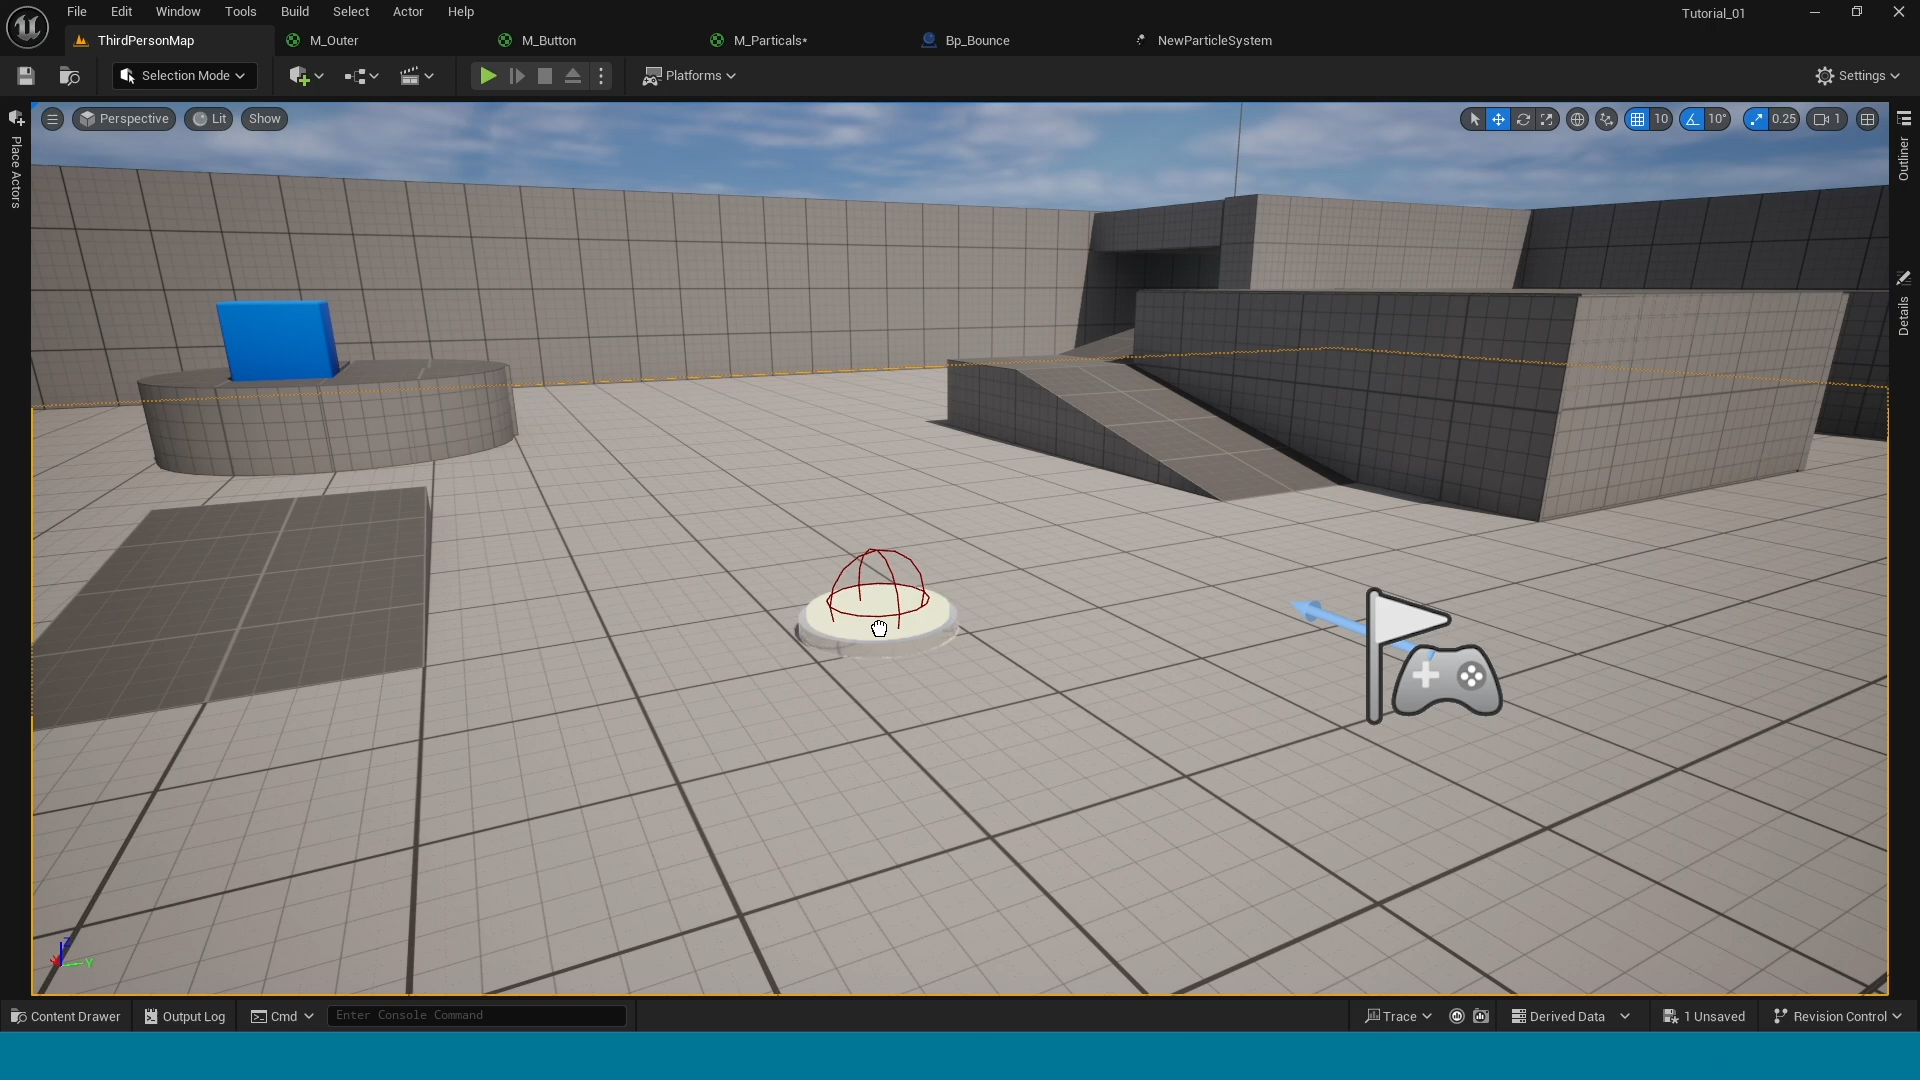 File Edit Window Tools Build Select Actor Help Tutorial_01
ThirdPersonMap M_Outer M_Button M_Particals* Bp_Bounce NewParticleSystem
Selection Mode Platforms Settings
Perspective Lit Show 10 10° 0.25 1
Place Actors
Outliner
Details
Z
X
Y
Content Drawer Output Log Cmd Enter Console Command Trace Derived Data 1 Unsaved Revision Control